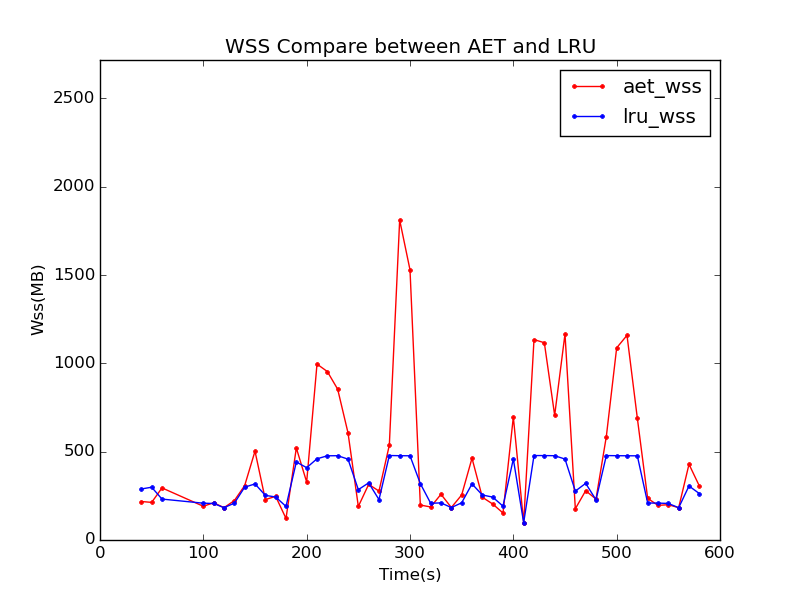 WSS Compare between AET and LRU
aet_wss
lru_wss
Wss(MB)
2500
2000
1500
1000
500
0
0 100 200 300 400 500 600
Time(s)